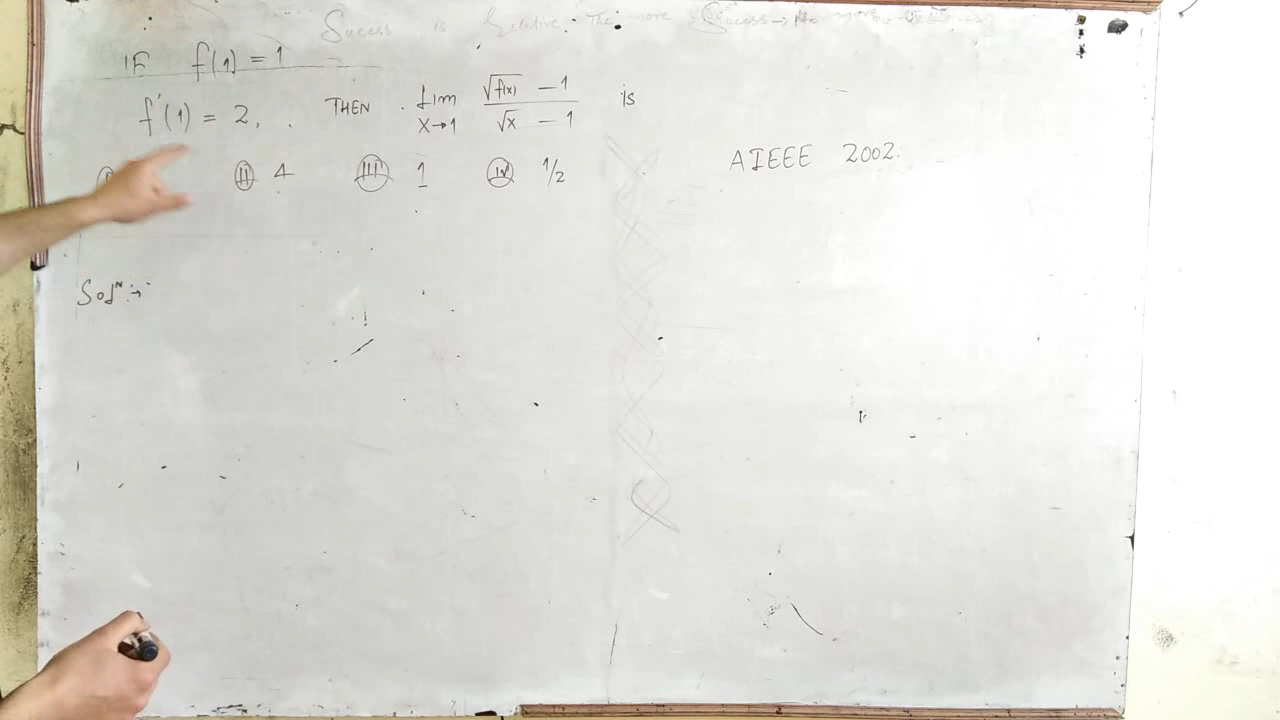 Sucess is Relative. The more Sucess the more
IF f(1) = 1
f'(1) = 2, THEN lim x→1 (√f(x) - 1)/(√x - 1) is
AIEEE 2002.
(II) 4 (III) 1 (IV) 1/2
Solᴺ :→